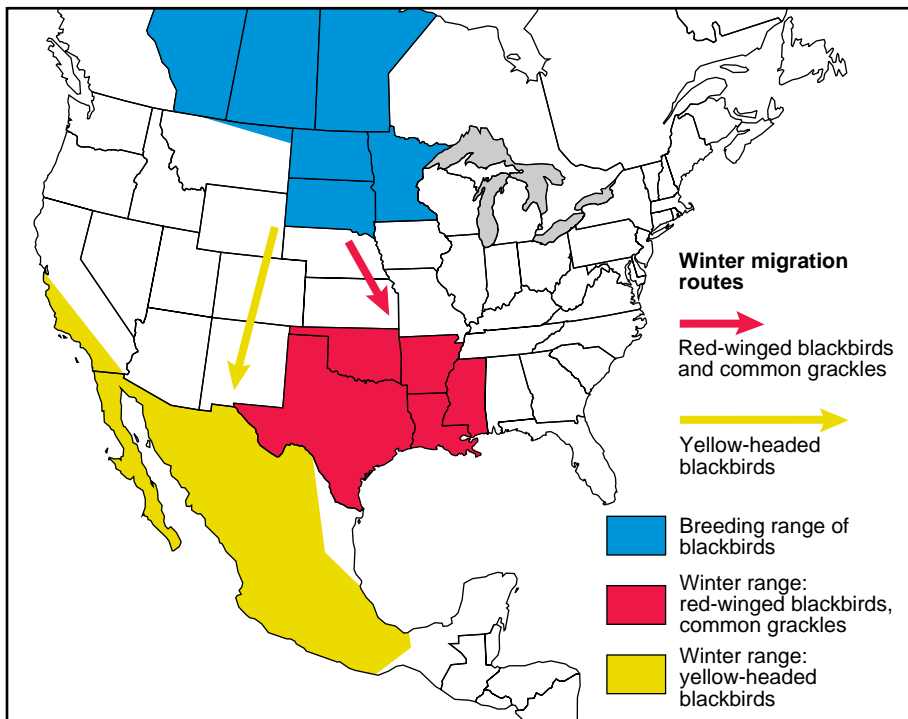 Winter migration
routes
Red-winged blackbirds
and common grackles
Yellow-headed
blackbirds
Breeding range of
blackbirds
Winter range:
red-winged blackbirds,
common grackles
Winter range:
yellow-headed
blackbirds